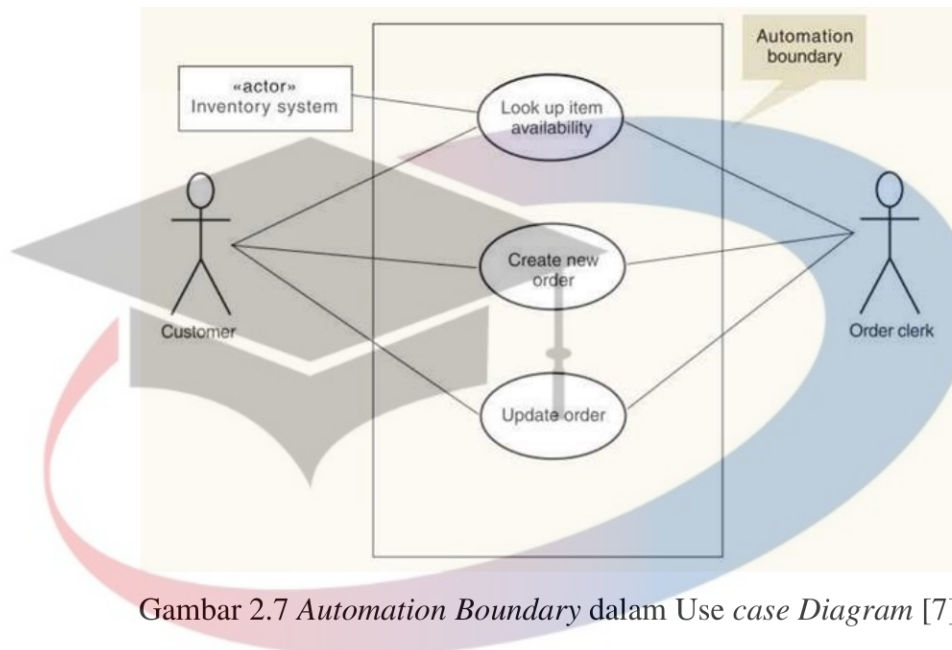 Automation
boundary
«actor»
Inventory system
Look up item
availability
Create new
order
Customer
Order clerk
Update order
Gambar 2.7 Automation Boundary dalam Use case Diagram [7]